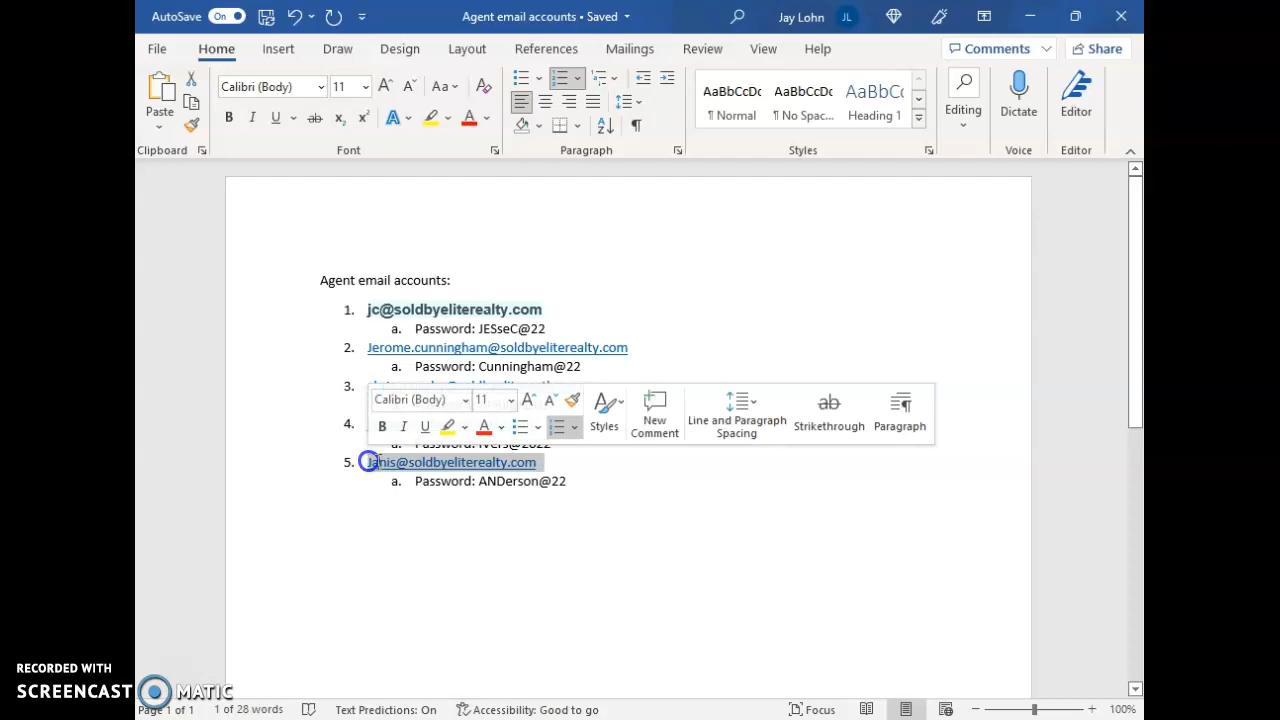 AutoSave On Agent email accounts • Saved Jay Lohn JL
File Home Insert Draw Design Layout References Mailings Review View Help Comments Share
Calibri (Body) 11 Aa AaBbCcDc AaBbCcDc AaBbCc
Paste B I U ab x₂ x² A A ¶ Normal ¶ No Spac... Heading 1 Editing Dictate Editor
Clipboard Font Paragraph Styles Voice Editor
Agent email accounts:
1. jc@soldbyeliterealty.com
a. Password: JESseC@22
2. Jerome.cunningham@soldbyeliterealty.com
a. Password: Cunningham@22
3.
Calibri (Body) 11
4.
B I U A Styles New Comment Line and Paragraph Spacing ab Strikethrough Paragraph
5. Janis@soldbyeliterealty.com
a. Password: ANDerson@22
RECORDED WITH
SCREENCAST MATIC
Page 1 of 1 1 of 28 words Text Predictions: On Accessibility: Good to go Focus 100%